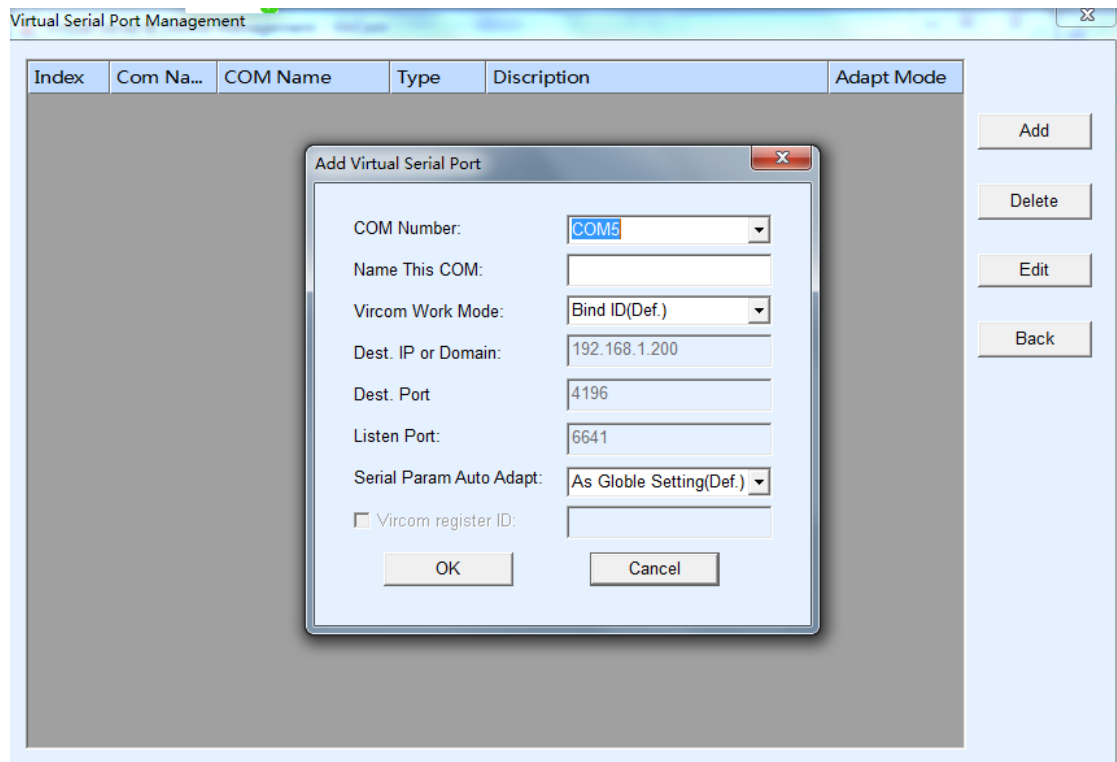 Virtual Serial Port Management
Index Com Na... COM Name Type Discription Adapt Mode
Add
Delete
Edit
Back
Add Virtual Serial Port
COM Number: COM5
Name This COM:
Vircom Work Mode: Bind ID(Def.)
Dest. IP or Domain: 192.168.1.200
Dest. Port 4196
Listen Port: 6641
Serial Param Auto Adapt: As Globle Setting(Def.)
Vircom register ID:
OK Cancel